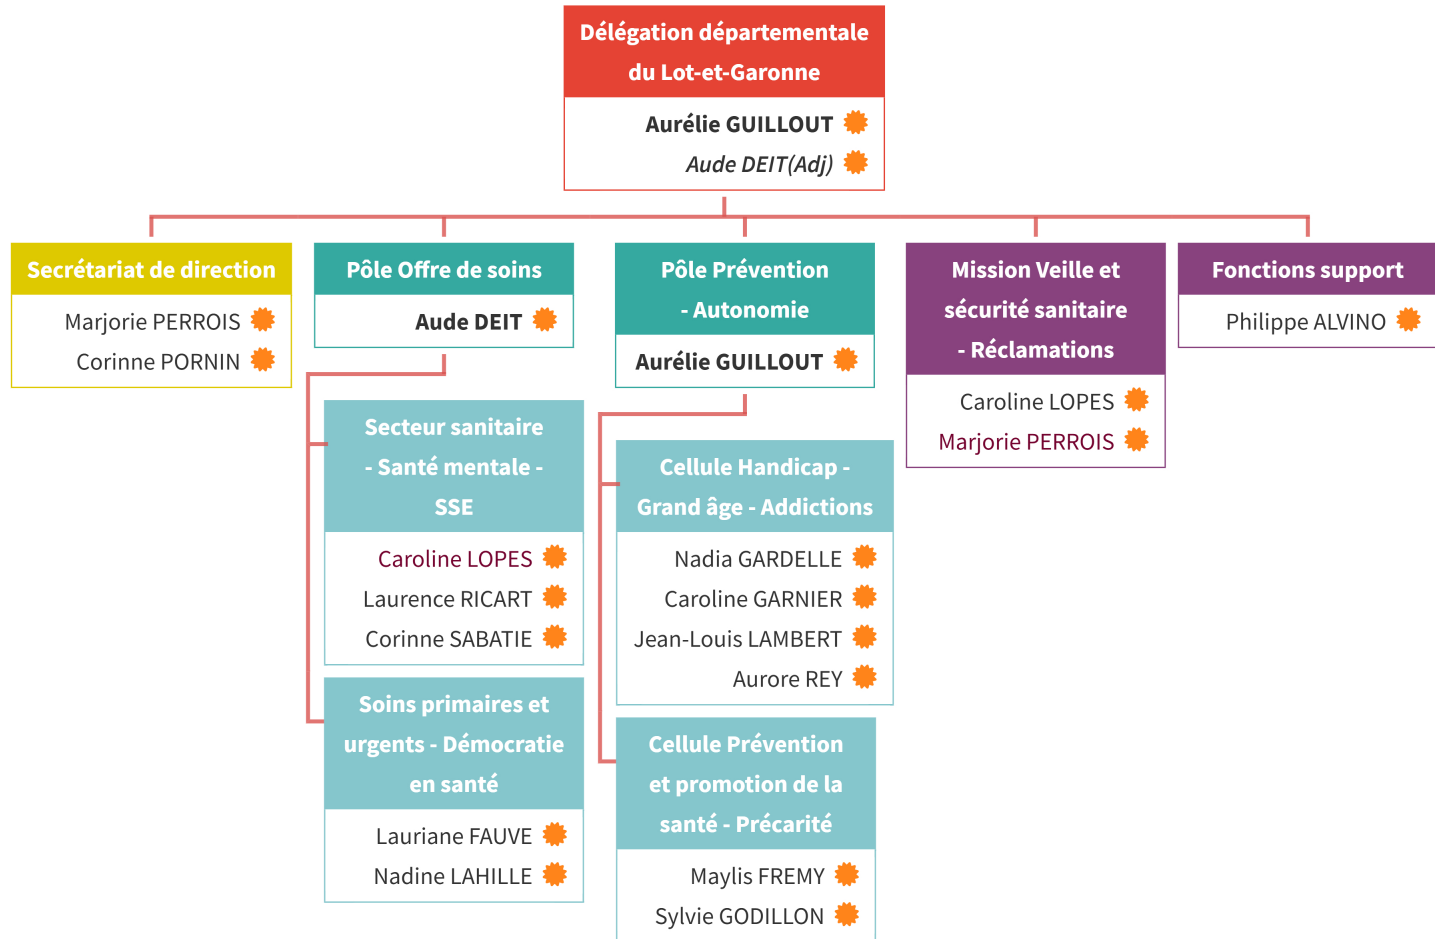 Délégation départementale
du Lot-et-Garonne
Aurélie GUILLOUT
Aude DEIT(Adj)
Secrétariat de direction
Marjorie PERROIS
Corinne PORNIN
Pôle Offre de soins
Aude DEIT
Secteur sanitaire
- Santé mentale -
SSE
Caroline LOPES
Laurence RICART
Corinne SABATIE
Soins primaires et
urgents - Démocratie
en santé
Lauriane FAUVE
Nadine LAHILLE
Pôle Prévention
- Autonomie
Aurélie GUILLOUT
Cellule Handicap -
Grand âge - Addictions
Nadia GARDELLE
Caroline GARNIER
Jean-Louis LAMBERT
Aurore REY
Cellule Prévention
et promotion de la
santé - Précarité
Maylis FREMY
Sylvie GODILLON
Mission Veille et
sécurité sanitaire
- Réclamations
Caroline LOPES
Marjorie PERROIS
Fonctions support
Philippe ALVINO